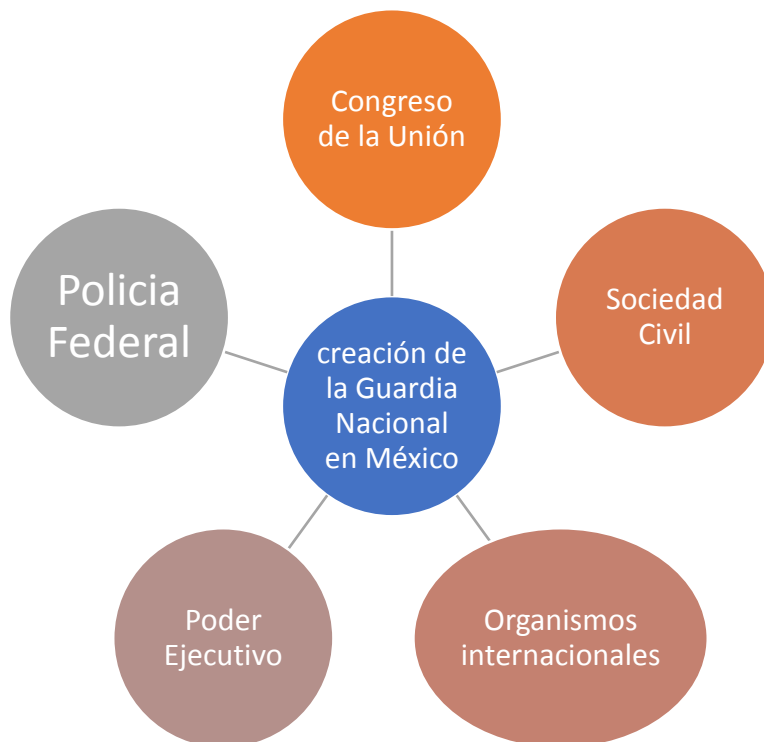 Congreso
de la Unión
Policia
Federal
Sociedad
Civil
creación de
la Guardia
Nacional
en México
Poder
Ejecutivo
Organismos
internacionales